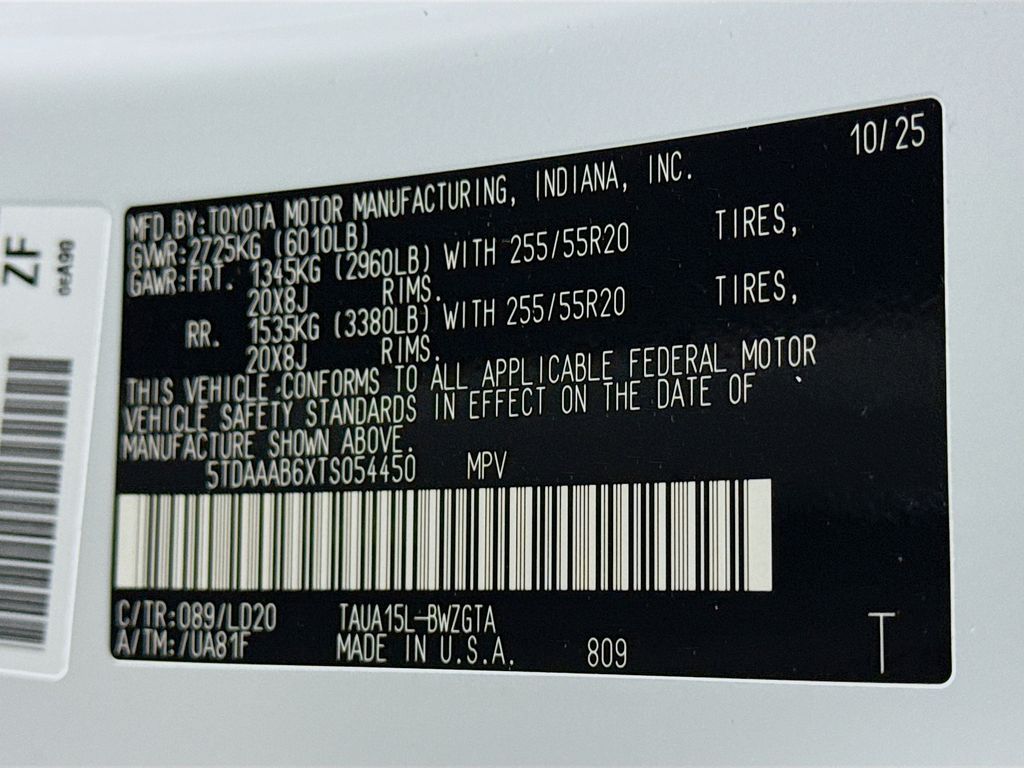 10/25
MFD.BY:TOYOTA MOTOR MANUFACTURING, INDIANA, INC.
GVWR:2725KG (6010LB)
GAWR:FRT. 1345KG (2960LB) WITH 255/55R20 TIRES,
20X8J RIMS.
RR. 1535KG (3380LB) WITH 255/55R20 TIRES,
20X8J RIMS.
THIS VEHICLE CONFORMS TO ALL APPLICABLE FEDERAL MOTOR
VEHICLE SAFETY STANDARDS IN EFFECT ON THE DATE OF
MANUFACTURE SHOWN ABOVE.
5TDAAAB6XTS054450 MPV
C/TR:089/LD20 TAUA15L-BWZGTA
A/TM:/UA81F MADE IN U.S.A. 809 T
ZF
06A90